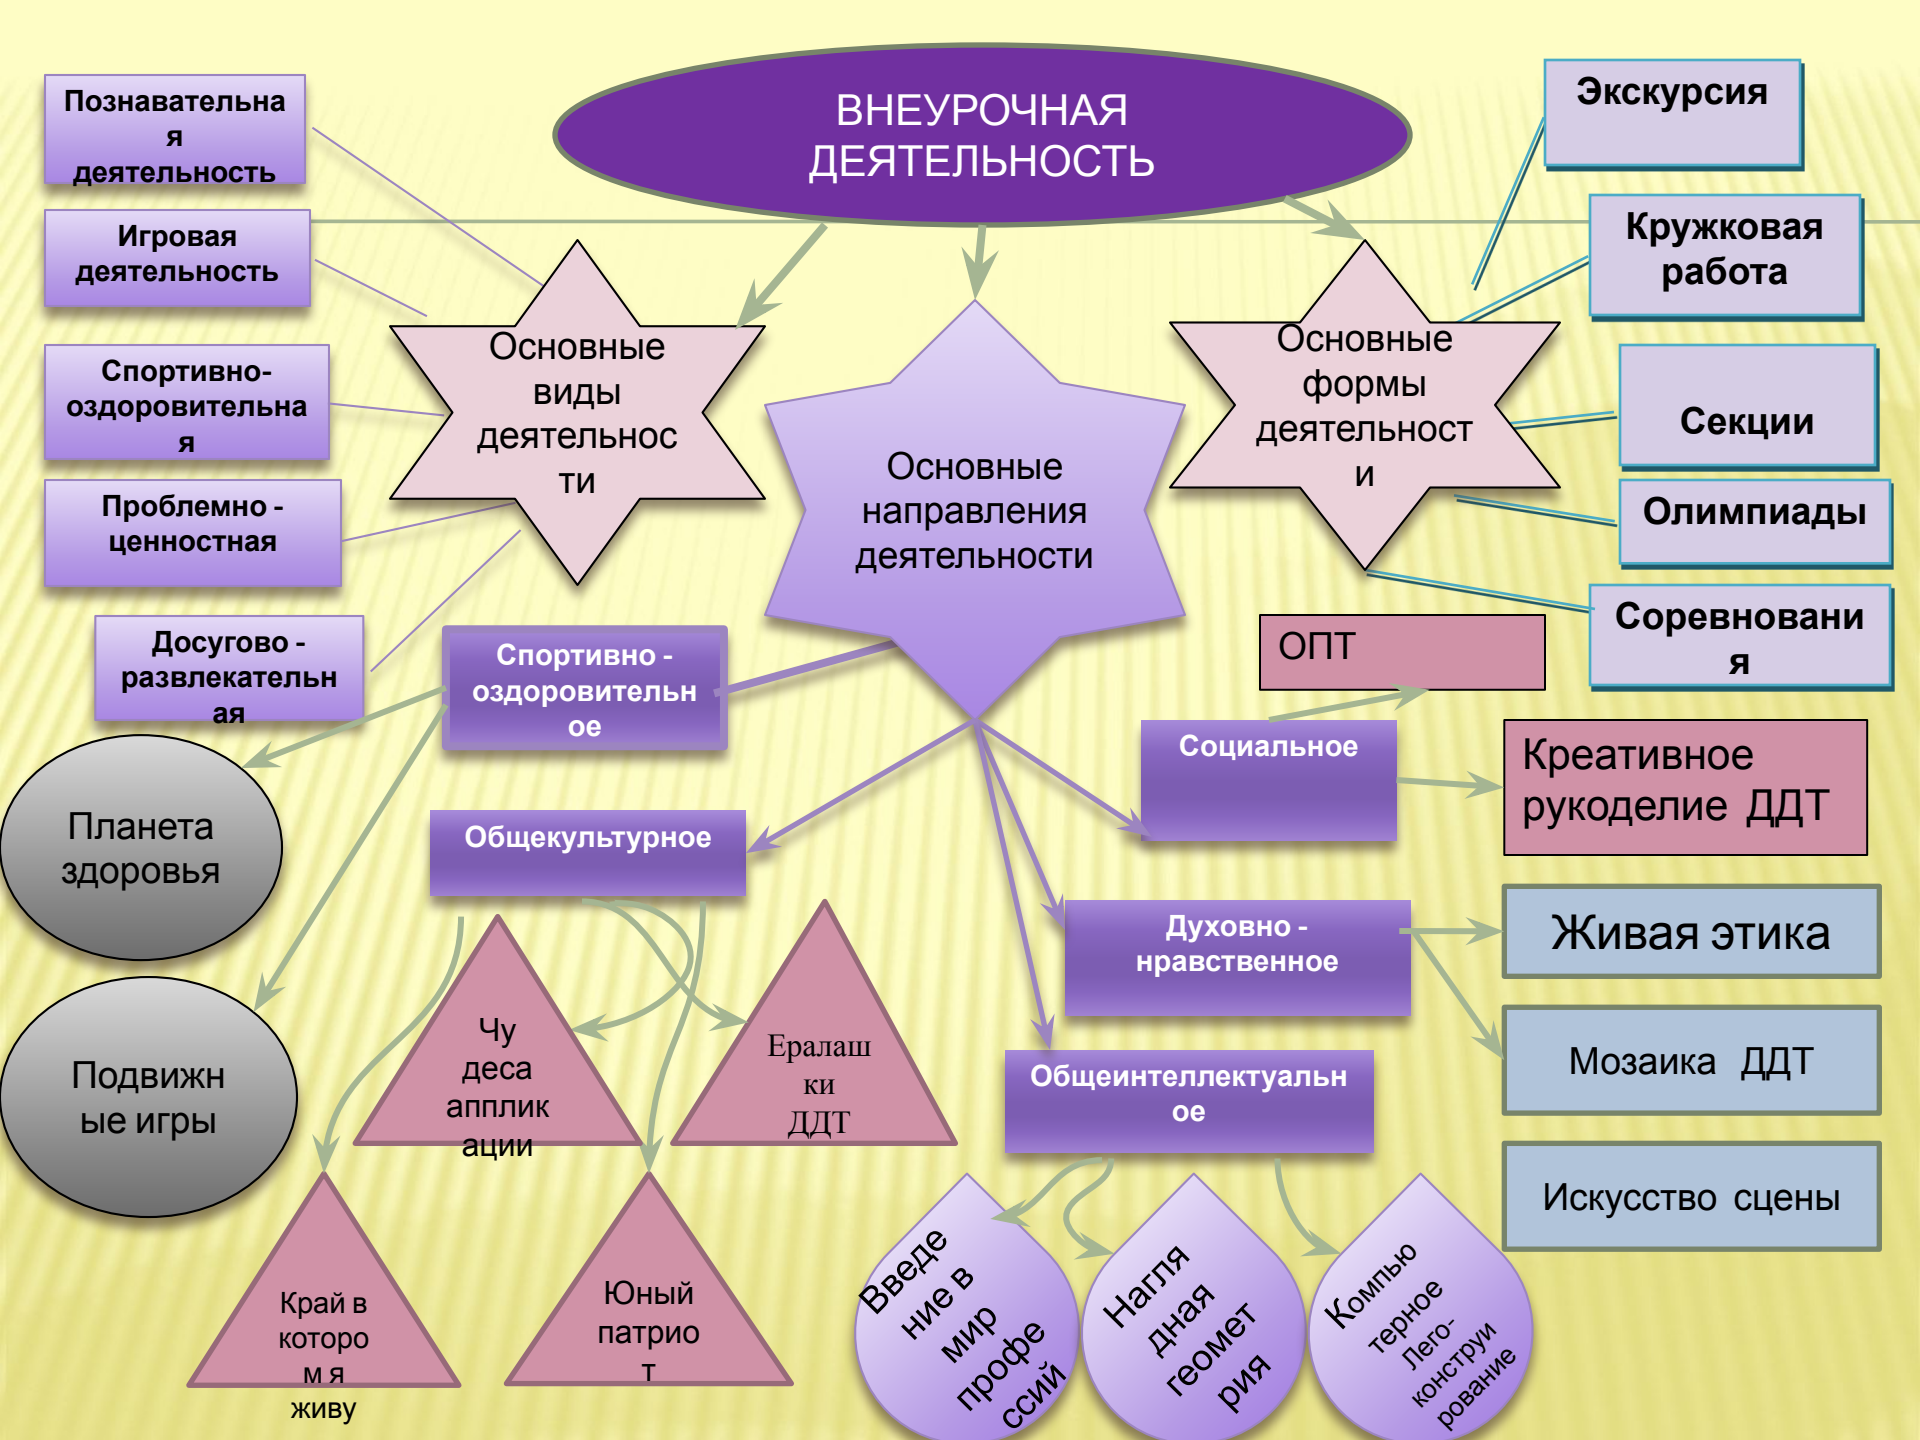 ВНЕУРОЧНАЯ
ДЕЯТЕЛЬНОСТЬ
Познавательна
я
деятельность
Игровая
деятельность
Спортивно-
оздоровительна
я
Проблемно -
ценностная
Досугово -
развлекательн
ая
Основные
виды
деятельнос
ти
Основные
направления
деятельности
Основные
формы
деятельност
и
Экскурсия
Кружковая
работа
Секции
Олимпиады
Соревновани
я
Спортивно -
оздоровительн
ое
Планета
здоровья
Подвижн
ые игры
Общекультурное
Чу
деса
апплик
ации
Ералаш
ки
ДДТ
Край в
которо
м я
живу
Юный
патрио
т
Социальное
ОПТ
Креативное
рукоделие ДДТ
Духовно -
нравственное
Живая этика
Мозаика ДДТ
Искусство сцены
Общеинтеллектуальн
ое
Введе
ние в
мир
профе
ссий
Нагля
дная
геомет
рия
Компью
терное
Лего-
конструи
рование